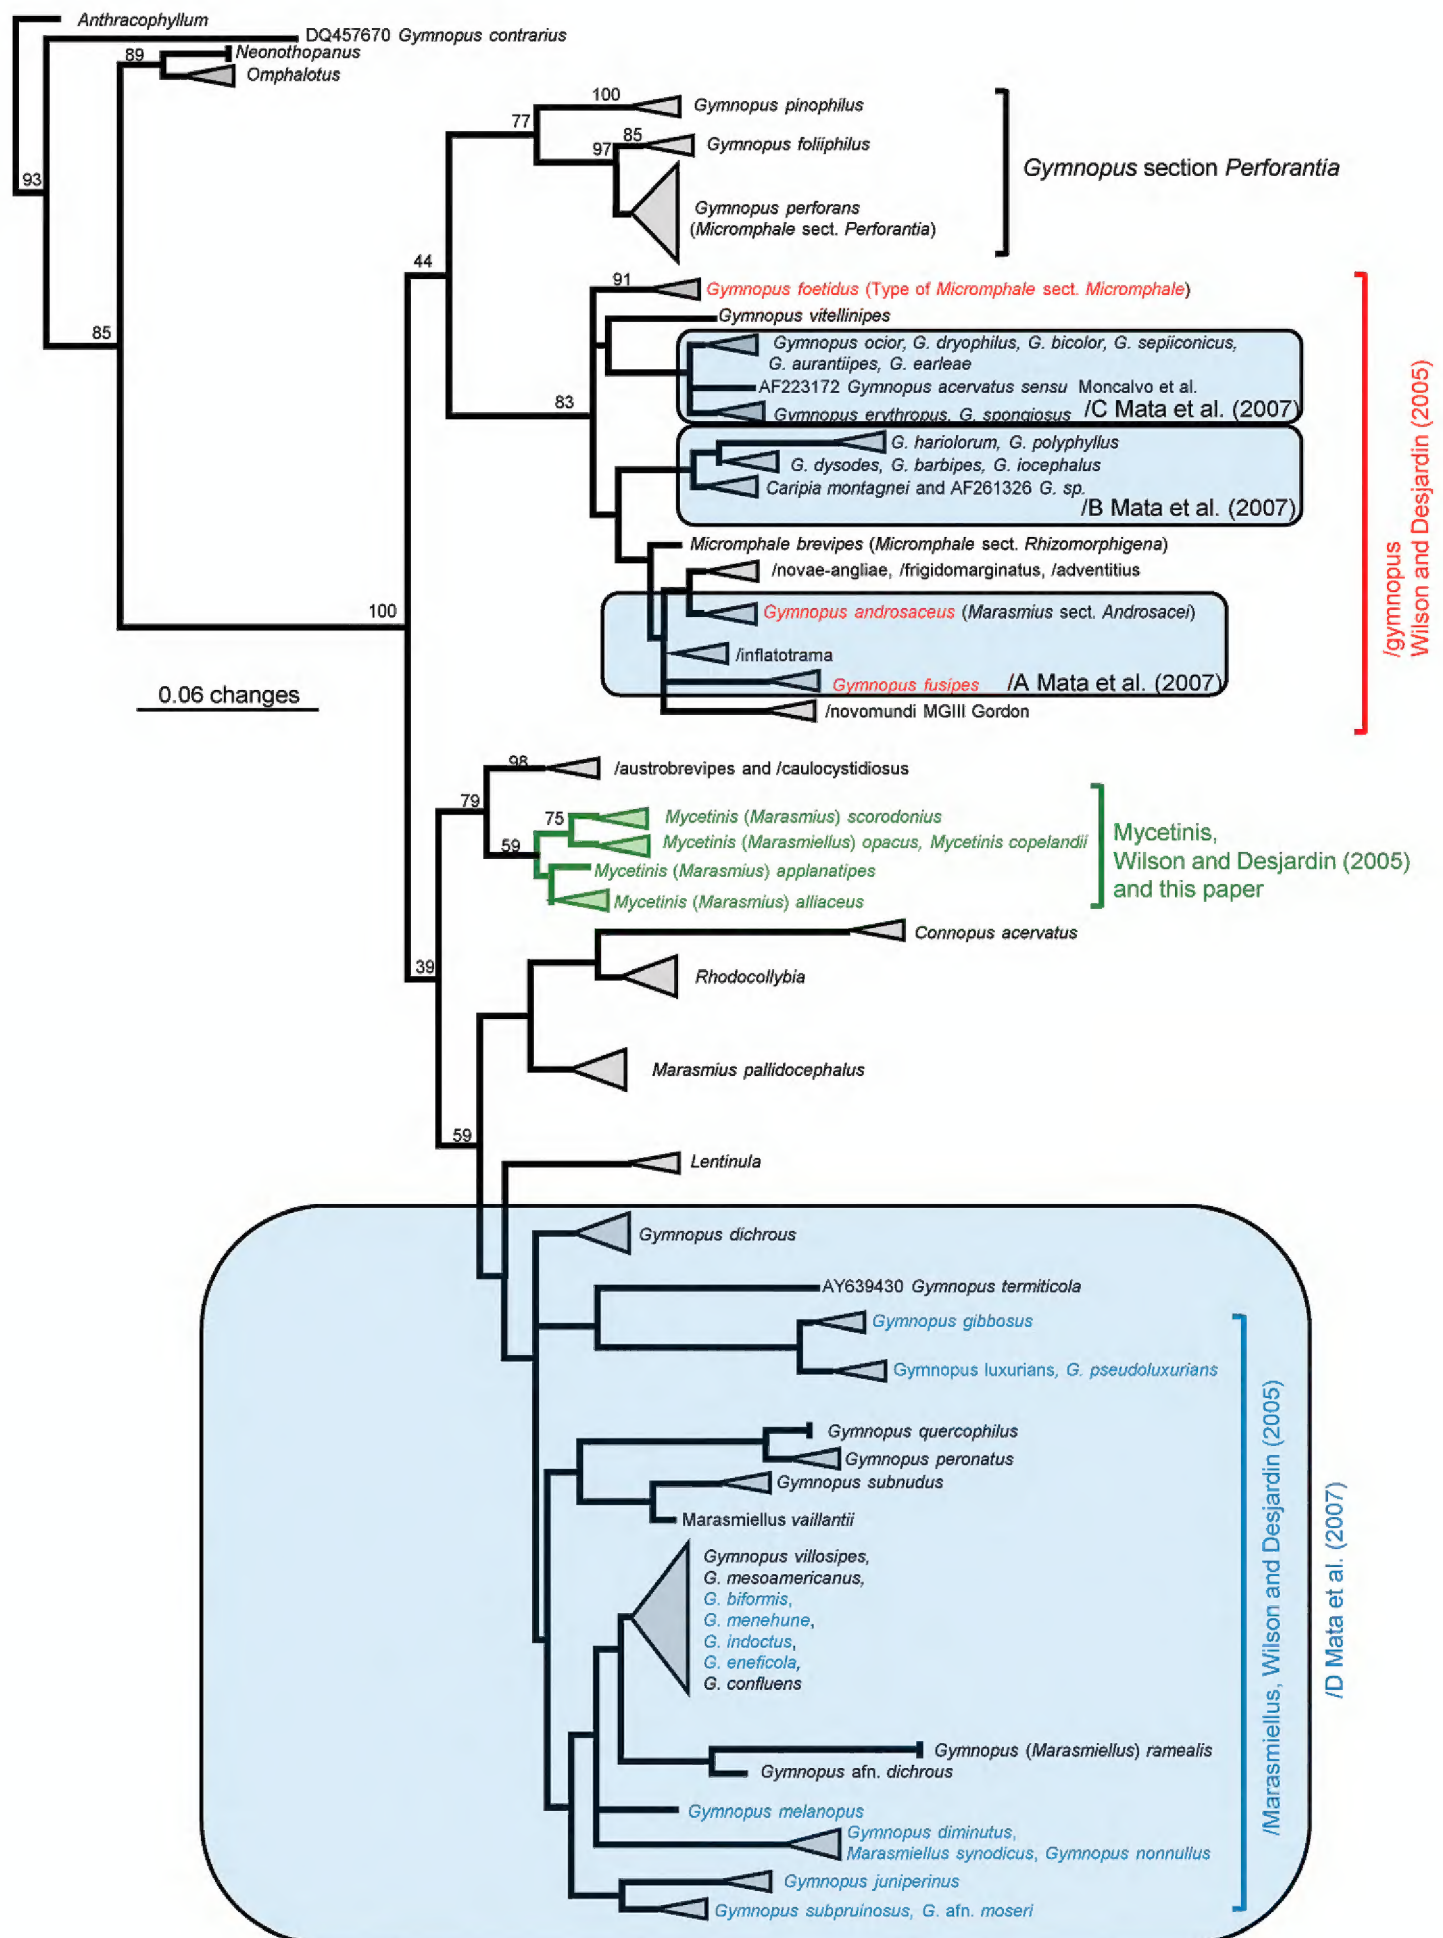 Anthracophyllum
DQ457670 Gymnopus contrarius
89
Neonothopanus
Omphalotus
100
Gymnopus pinophilus
77
85
97
Gymnopus foliiphilus
Gymnopus section Perforantia
93
Gymnopus perforans
(Micromphale sect. Perforantia)
44
91
Gymnopus foetidus (Type of Micromphale sect. Micromphale)
Gymnopus vitellinipes
85
Gymnopus ocior, G. dryophilus, G. bicolor, G. sepiiconicus,
G. aurantiipes, G. earleae
AF223172 Gymnopus acervatus sensu Moncalvo et al.
83
Gymnopus erythropus, G. spongiosus /C Mata et al. (2007)
G. hariolorum, G. polyphyllus
G. dysodes, G. barbipes, G. iocephalus
Caripia montagnei and AF261326 G. sp.
/B Mata et al. (2007)
/gymnopus
Wilson and Desjardin (2005)
Micromphale brevipes (Micromphale sect. Rhizomorphigena)
/novae-angliae, /frigidomarginatus, /adventitius
100
Gymnopus androsaceus (Marasmius sect. Androsacei)
/inflatotrama
Gymnopus fusipes /A Mata et al. (2007)
0.06 changes
/novomundi MGIII Gordon
98
/austrobrevipes and /caulocystidiosus
79
75
Mycetinis (Marasmius) scorodonius
59
Mycetinis (Marasmiellus) opacus, Mycetinis copelandii
Mycetinis (Marasmius) applanatipes
Mycetinis (Marasmius) alliaceus
Mycetinis,
Wilson and Desjardin (2005)
and this paper
Connopus acervatus
39
Rhodocollybia
Marasmius pallidocephalus
59
Lentinula
Gymnopus dichrous
AY639430 Gymnopus termiticola
Gymnopus gibbosus
Gymnopus luxurians, G. pseudoluxurians
Gymnopus quercophilus
Gymnopus peronatus
Gymnopus subnudus
Marasmiellus vaillantii
Gymnopus villosipes,
G. mesoamericanus,
G. biformis,
G. menehune,
G. indoctus,
G. eneficola,
G. confluens
/Marasmiellus, Wilson and Desjardin (2005)
/D Mata et al. (2007)
Gymnopus (Marasmiellus) ramealis
Gymnopus afn. dichrous
Gymnopus melanopus
Gymnopus diminutus,
Marasmiellus synodicus, Gymnopus nonnullus
Gymnopus juniperinus
Gymnopus subpruinosus, G. afn. moseri